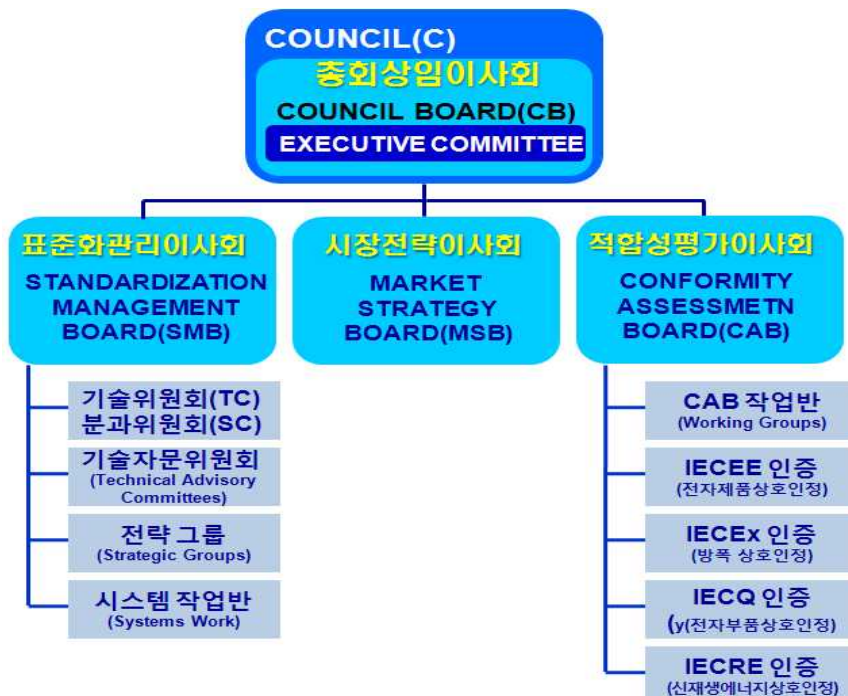 COUNCIL(C)
총회상임이사회
COUNCIL BOARD(CB)
EXECUTIVE COMMITTEE
표준화관리이사회
STANDARDIZATION
MANAGEMENT
BOARD(SMB)
시장전략이사회
MARKET
STRATEGY
BOARD(MSB)
적합성평가이사회
CONFORMITY
ASSESSMETN
BOARD(CAB)
기술위원회(TC)
분과위원회(SC)
기술자문위원회
(Technical Advisory
Committees)
전략 그룹
(Strategic Groups)
시스템 작업반
(Systems Work)
CAB 작업반
(Working Groups)
IECEE 인증
(전자제품상호인정)
IECEx 인증
(방폭 상호인정)
IECQ 인증
(y(전자부품상호인정)
IECRE 인증
(신재생에너지상호인정)